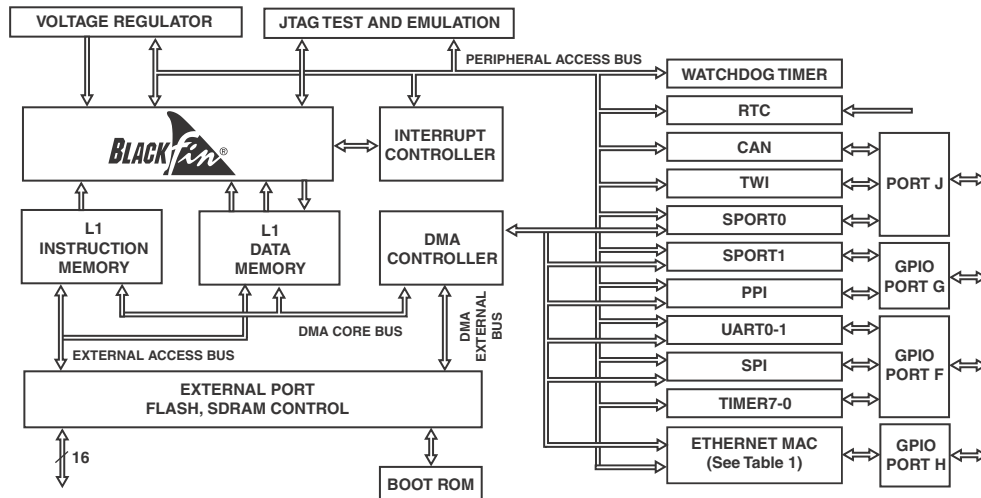 VOLTAGE REGULATOR
JTAG TEST AND EMULATION
PERIPHERAL ACCESS BUS
WATCHDOG TIMER
RTC
BLACKfin®
INTERRUPT
CONTROLLER
CAN
TWI
PORT J
SPORT0
L1
INSTRUCTION
MEMORY
L1
DATA
MEMORY
DMA
CONTROLLER
SPORT1
PPI
GPIO
PORT G
DMA CORE BUS
DMA
EXTERNAL
BUS
EXTERNAL ACCESS BUS
UART0-1
SPI
TIMER7-0
GPIO
PORT F
EXTERNAL PORT
FLASH, SDRAM CONTROL
16
BOOT ROM
ETHERNET MAC
(See Table 1)
GPIO
PORT H